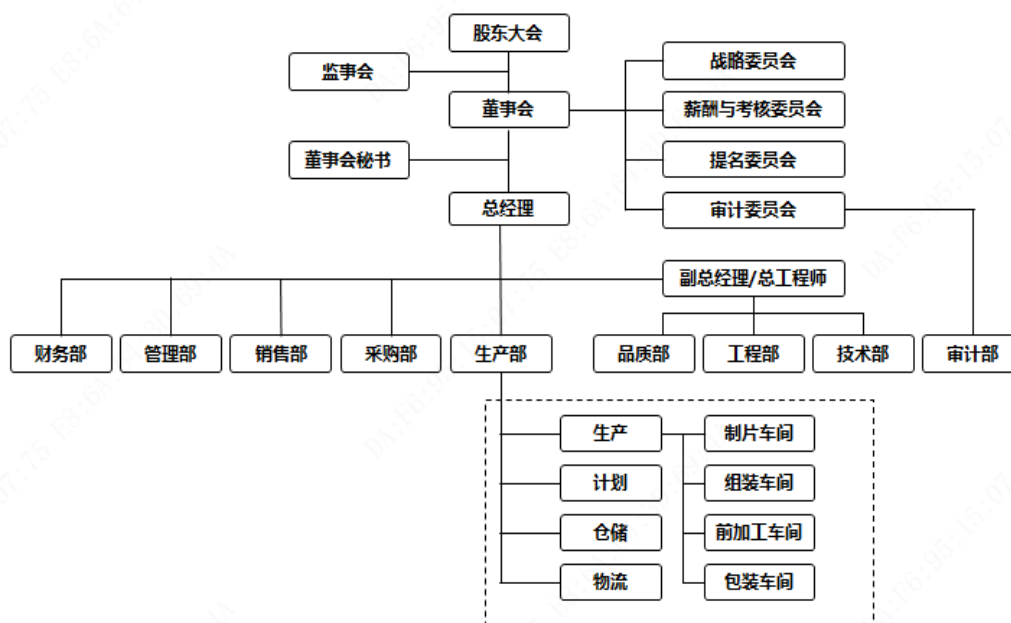 股东大会
监事会
战略委员会
董事会
薪酬与考核委员会
董事会秘书
提名委员会
总经理
审计委员会
副总经理/总工程师
财务部
管理部
销售部
采购部
生产部
品质部
工程部
技术部
审计部
生产
制片车间
计划
组装车间
仓储
前加工车间
物流
包装车间